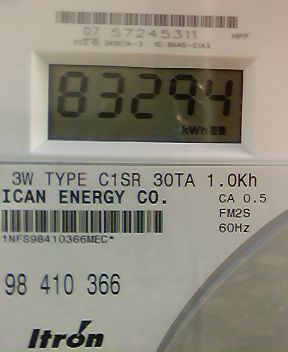 07 57245311
83294
kWh
3W TYPE C1SR 30TA 1.0Kh
ICAN ENERGY CO.
CA 0.5
FM2S
60Hz
1NFS98410366MEC*
98 410 366
Itron